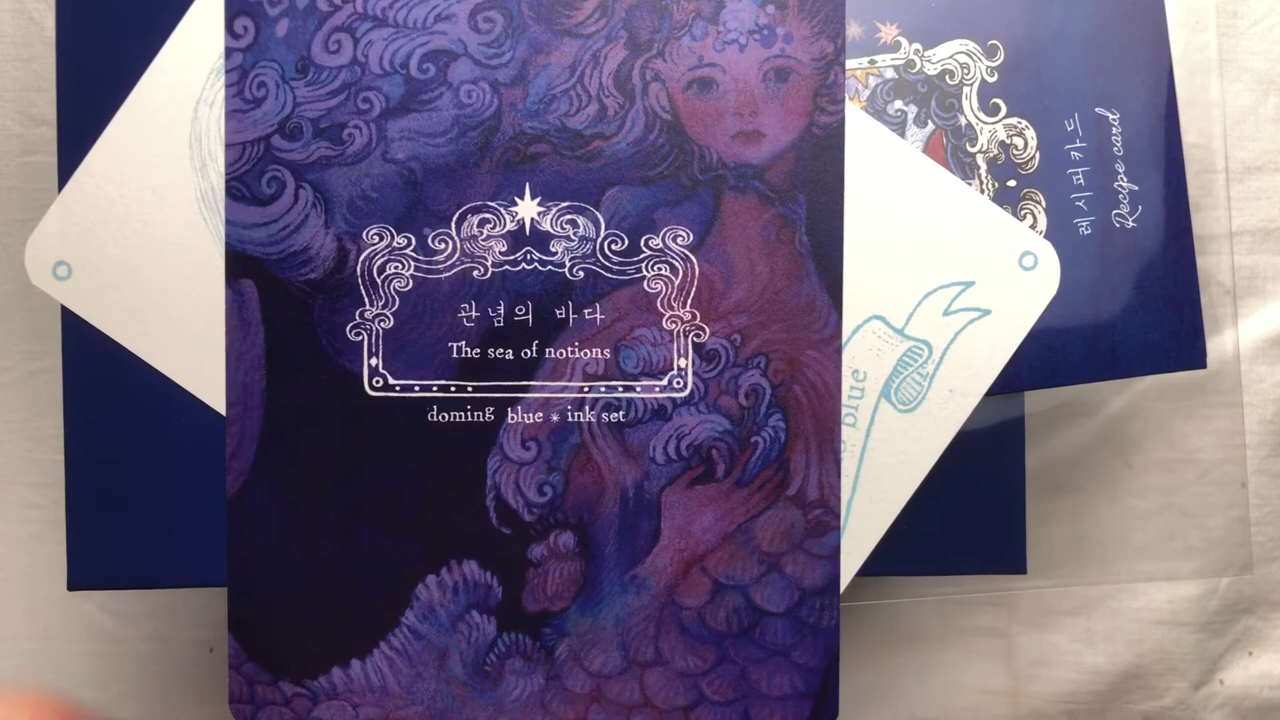 관념의 바다
The sea of notions
doming blue * ink set
레시피카드
Recipe card
blue